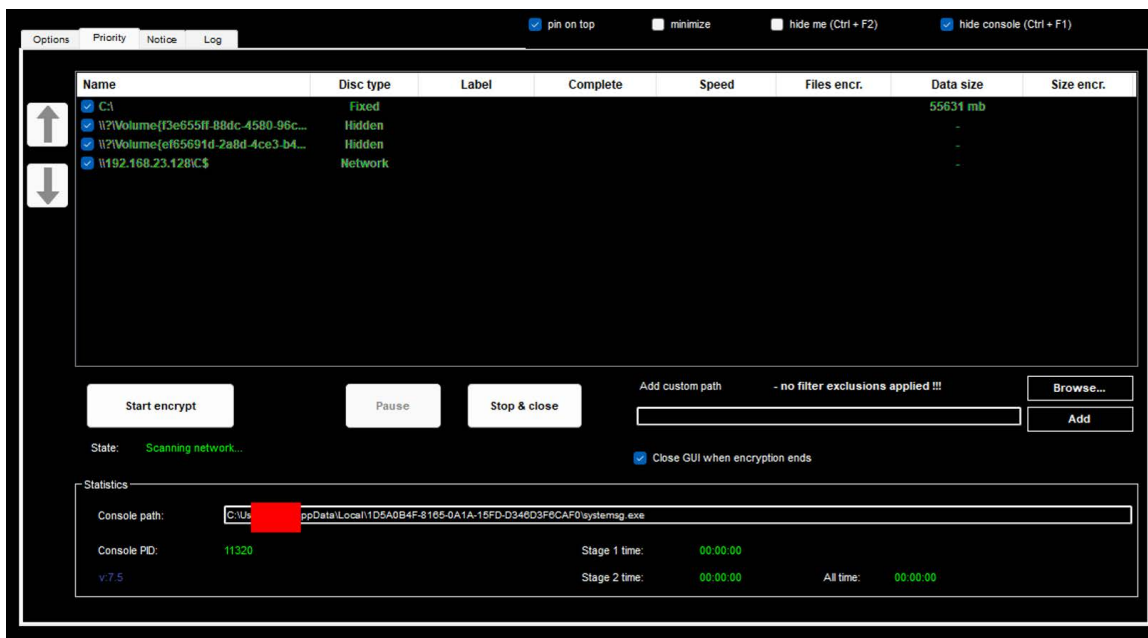 pin on top minimize hide me (Ctrl + F2) hide console (Ctrl + F1)
Options Priority Notice Log
Name Disc type Label Complete Speed Files encr. Data size Size encr.
C:\ Fixed 55631 mb
\\?\Volume{f3e655ff-88dc-4580-96c... Hidden -
\\?\Volume{ef65691d-2a8d-4ce3-b4... Hidden -
\\192.168.23.128\C$ Network -
Start encrypt Pause Stop & close
Add custom path - no filter exclusions applied !!! Browse...
Add
State: Scanning network...
Close GUI when encryption ends
Statistics
Console path: C:\Us ppData\Local\1D5A0B4F-8165-0A1A-15FD-D346D3F6CAF0\systemsg.exe
Console PID: 11320 Stage 1 time: 00:00:00
v:7.5 Stage 2 time: 00:00:00 All time: 00:00:00